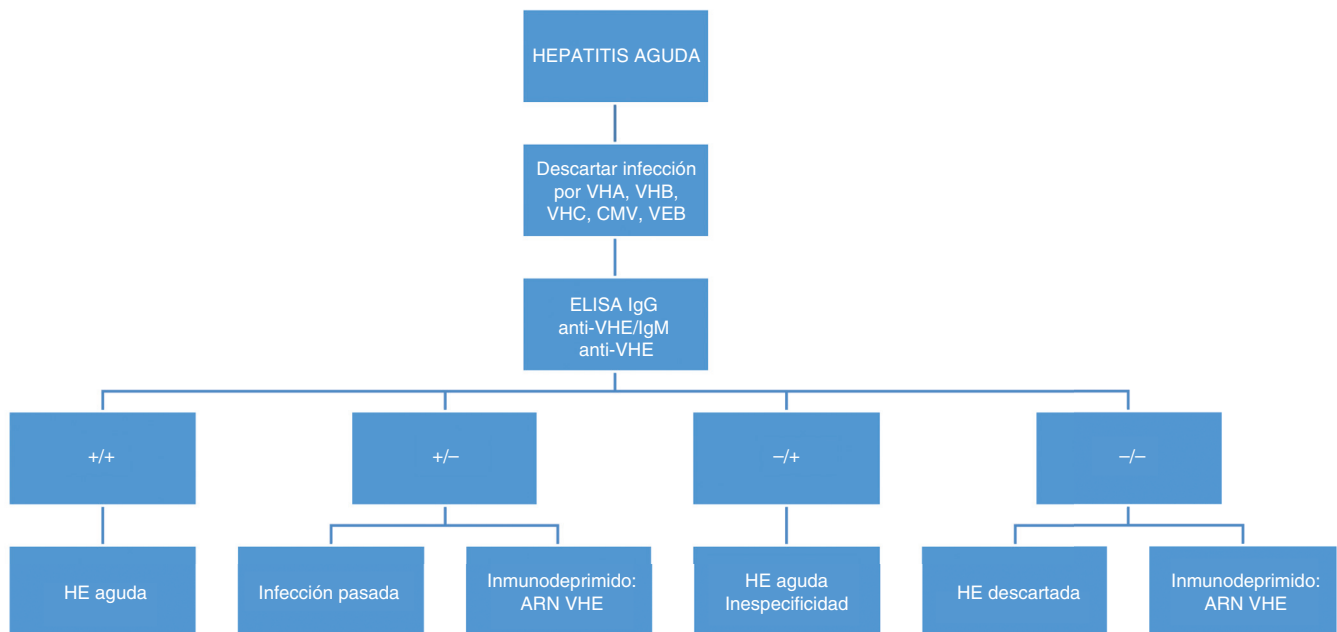 HEPATITIS AGUDA
Descartar infección
por VHA, VHB,
VHC, CMV, VEB
ELISA IgG
anti-VHE/IgM
anti-VHE
+/+
+/–
–/+
–/–
HE aguda
Infección pasada
Inmunodeprimido:
ARN VHE
HE aguda
Inespecificidad
HE descartada
Inmunodeprimido:
ARN VHE